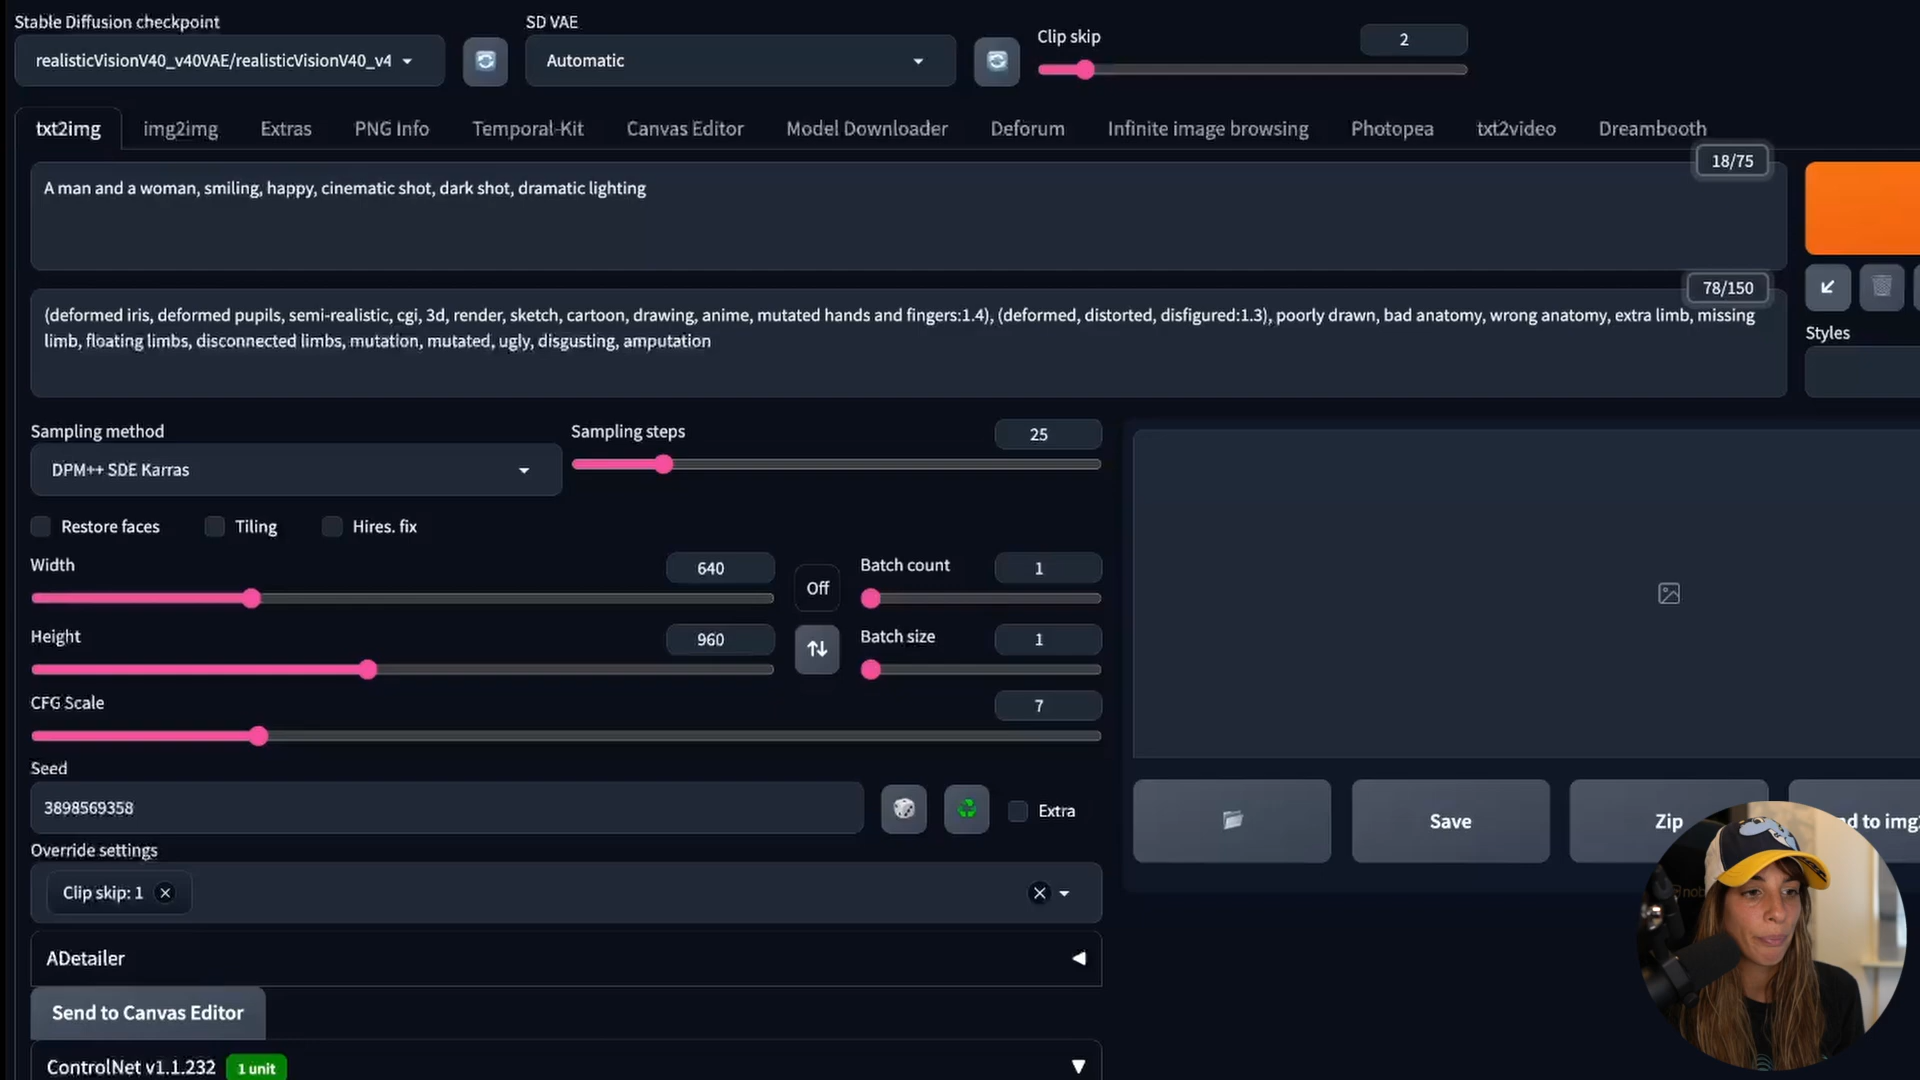 Stable Diffusion checkpoint
SD VAE
Clip skip
2
realisticVisionV40_v40VAE/realisticVisionV40_v4
Automatic
txt2img
img2img
Extras
PNG Info
Temporal-Kit
Canvas Editor
Model Downloader
Deforum
Infinite image browsing
Photopea
txt2video
Dreambooth
18/75
A man and a woman, smiling, happy, cinematic shot, dark shot, dramatic lighting
78/150
(deformed iris, deformed pupils, semi-realistic, cgi, 3d, render, sketch, cartoon, drawing, anime, mutated hands and fingers:1.4), (deformed, distorted, disfigured:1.3), poorly drawn, bad anatomy, wrong anatomy, extra limb, missing
limb, floating limbs, disconnected limbs, mutation, mutated, ugly, disgusting, amputation
Styles
Sampling method
DPM++ SDE Karras
Sampling steps
25
Restore faces
Tiling
Hires. fix
Width
640
Off
Batch count
1
Height
960
Batch size
1
CFG Scale
7
Seed
3898569358
Extra
Save
Zip
nd to img
Override settings
Clip skip: 1
ADetailer
Send to Canvas Editor
ControlNet v1.1.232
1 unit